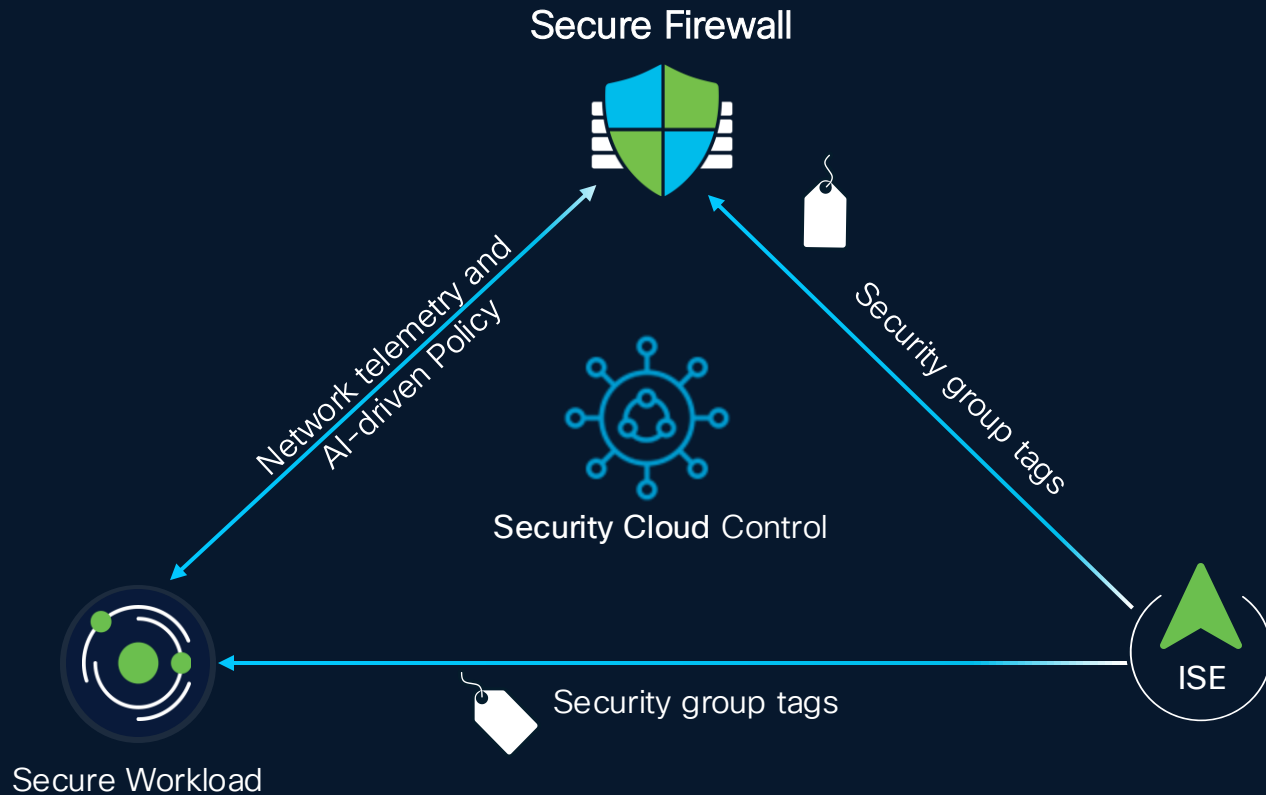 Secure Firewall
Network telemetry and
AI-driven Policy
Security group tags
Security Cloud Control
ISE
Security group tags
Secure Workload